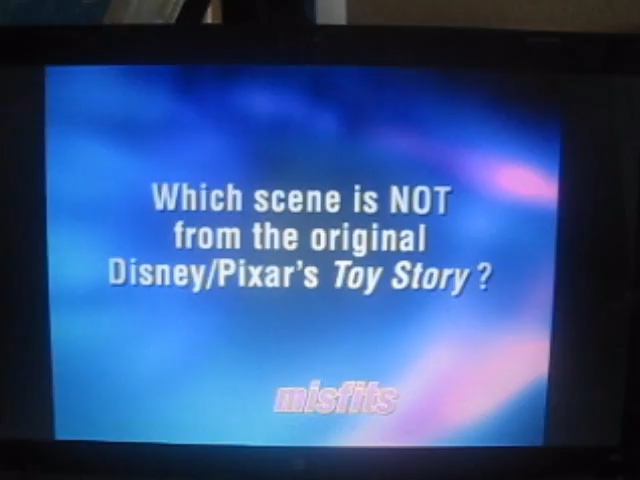 Which scene is NOT
from the original
Disney/Pixar's Toy Story ?
misfits